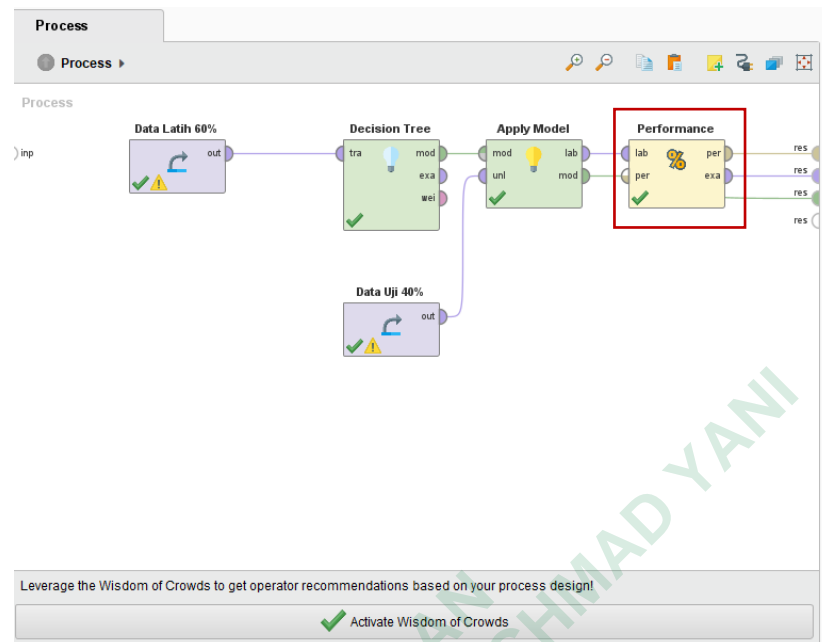 Process
Process
Process
inp
Data Latih 60%
out
Decision Tree
tra
mod
exa
wei
Apply Model
mod
lab
unl
mod
Performance
lab
%
per
per
exa
res
res
res
res
Data Uji 40%
out
Leverage the Wisdom of Crowds to get operator recommendations based on your process design!
Activate Wisdom of Crowds